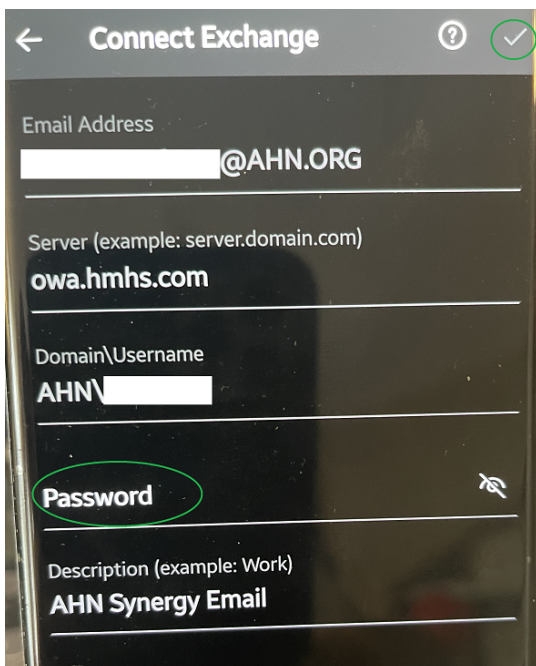 Connect Exchange
Email Address
@AHN.ORG
Server (example: server.domain.com)
owa.hmhs.com
Domain\Username
AHN\
Password
Description (example: Work)
AHN Synergy Email